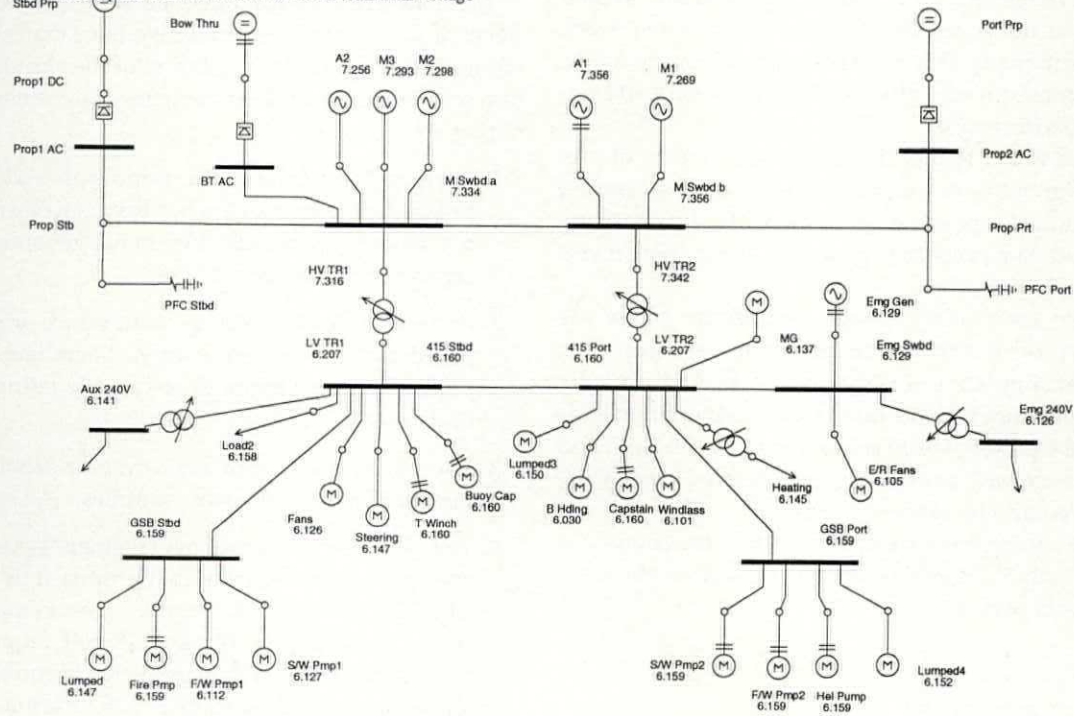 Stbd Prp
Bow Thru
Port Prp
A2
7.256
M3
7.293
M2
7.298
A1
7.356
M1
7.269
Prop1 DC
Prop1 AC
BT AC
M Swbd a
7.334
M Swbd b
7.356
Prop2 AC
Prop Stb
Prop Prt
HV TR1
7.316
HV TR2
7.342
PFC Stbd
PFC Port
Emg Gen
6.129
LV TR1
6.207
415 Stbd
6.160
415 Port
6.160
LV TR2
6.207
MG
6.137
Emg Swbd
6.129
Aux 240V
6.141
Emg 240V
6.126
Load2
6.158
Lumped3
6.150
Heating
6.145
E/R Fans
6.105
Fans
6.126
Steering
6.147
T Winch
6.160
Buoy Cap
6.160
B Hdlng
6.030
Capstain
6.160
Windlass
6.101
GSB Stbd
6.159
GSB Port
6.159
Lumped
6.147
Fire Pmp
6.159
F/W Pmp1
6.112
S/W Pmp1
6.127
S/W Pmp2
6.159
F/W Pmp2
6.159
Hel Pump
6.159
Lumped4
6.152